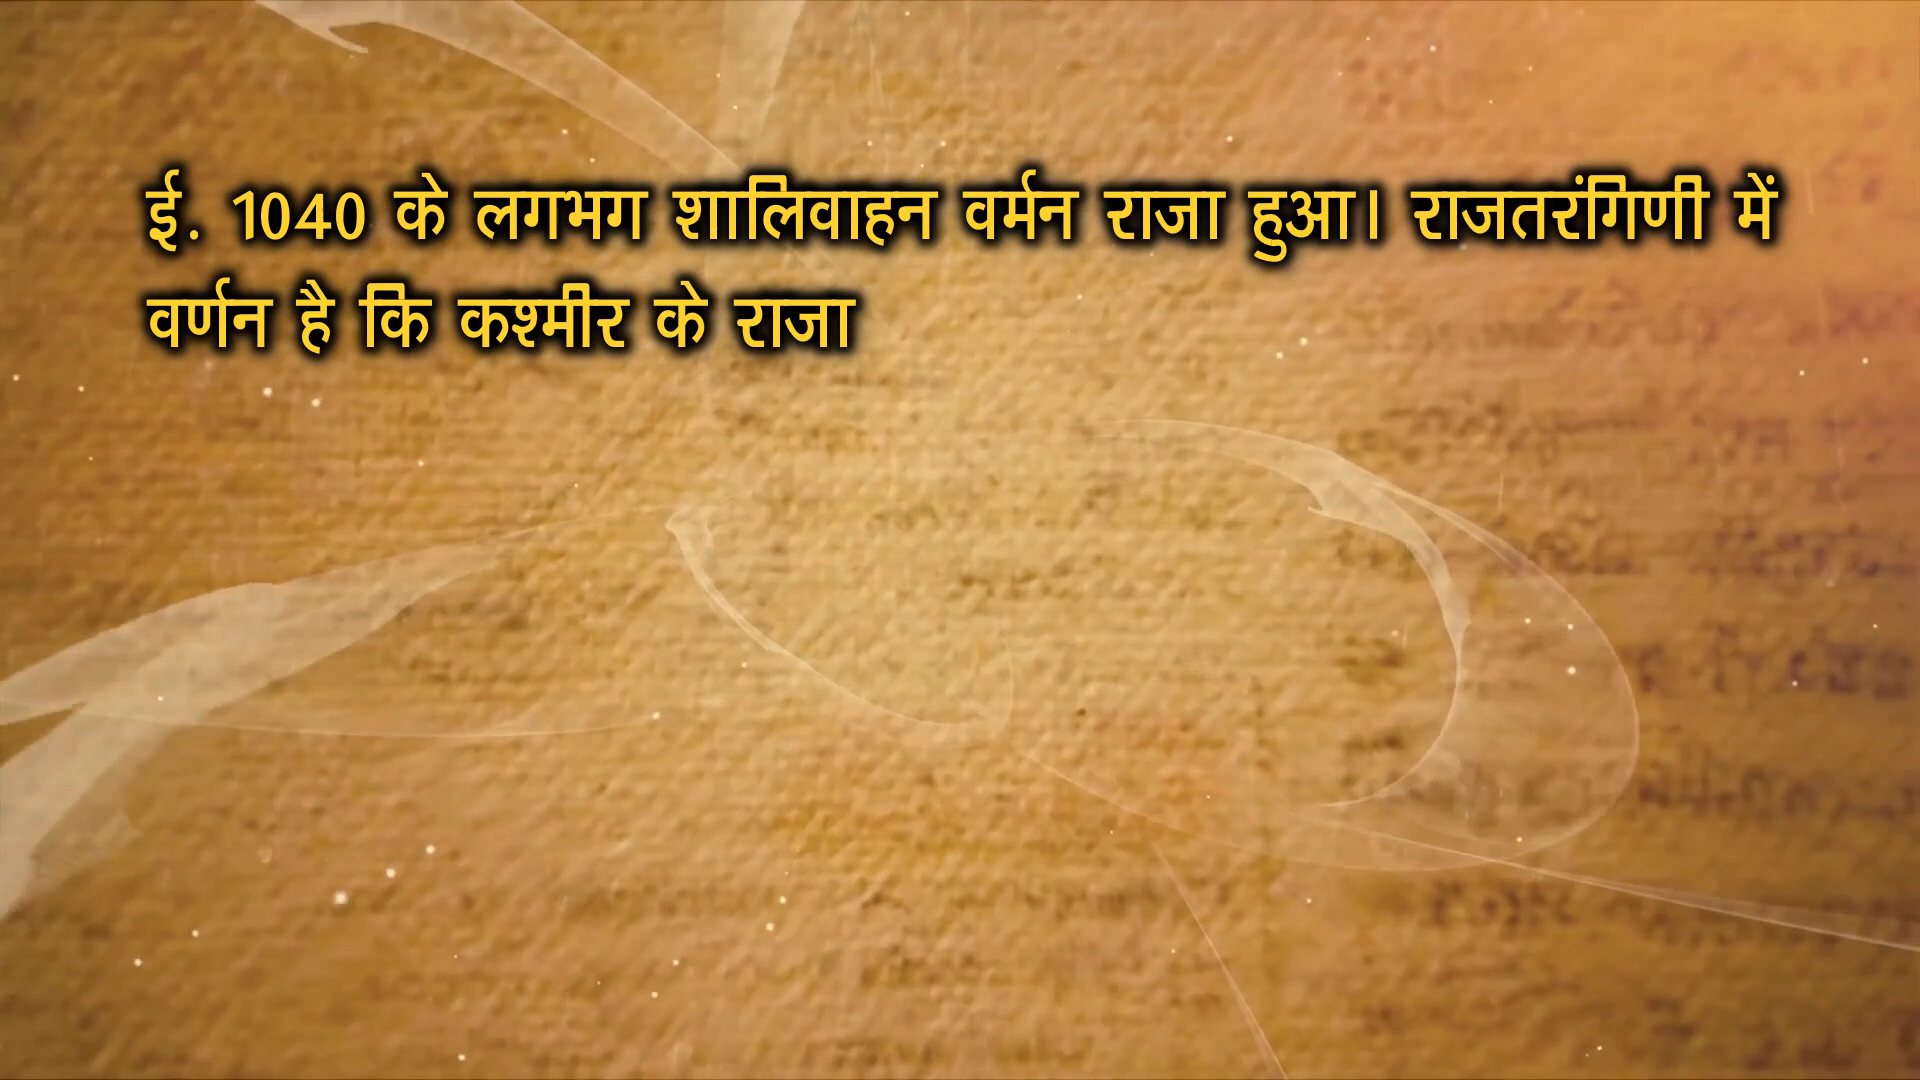 ई. 1040 के लगभग शालिवाहन वर्मन राजा हुआ। राजतरंगिणी में
वर्णन है कि कश्मीर के राजा